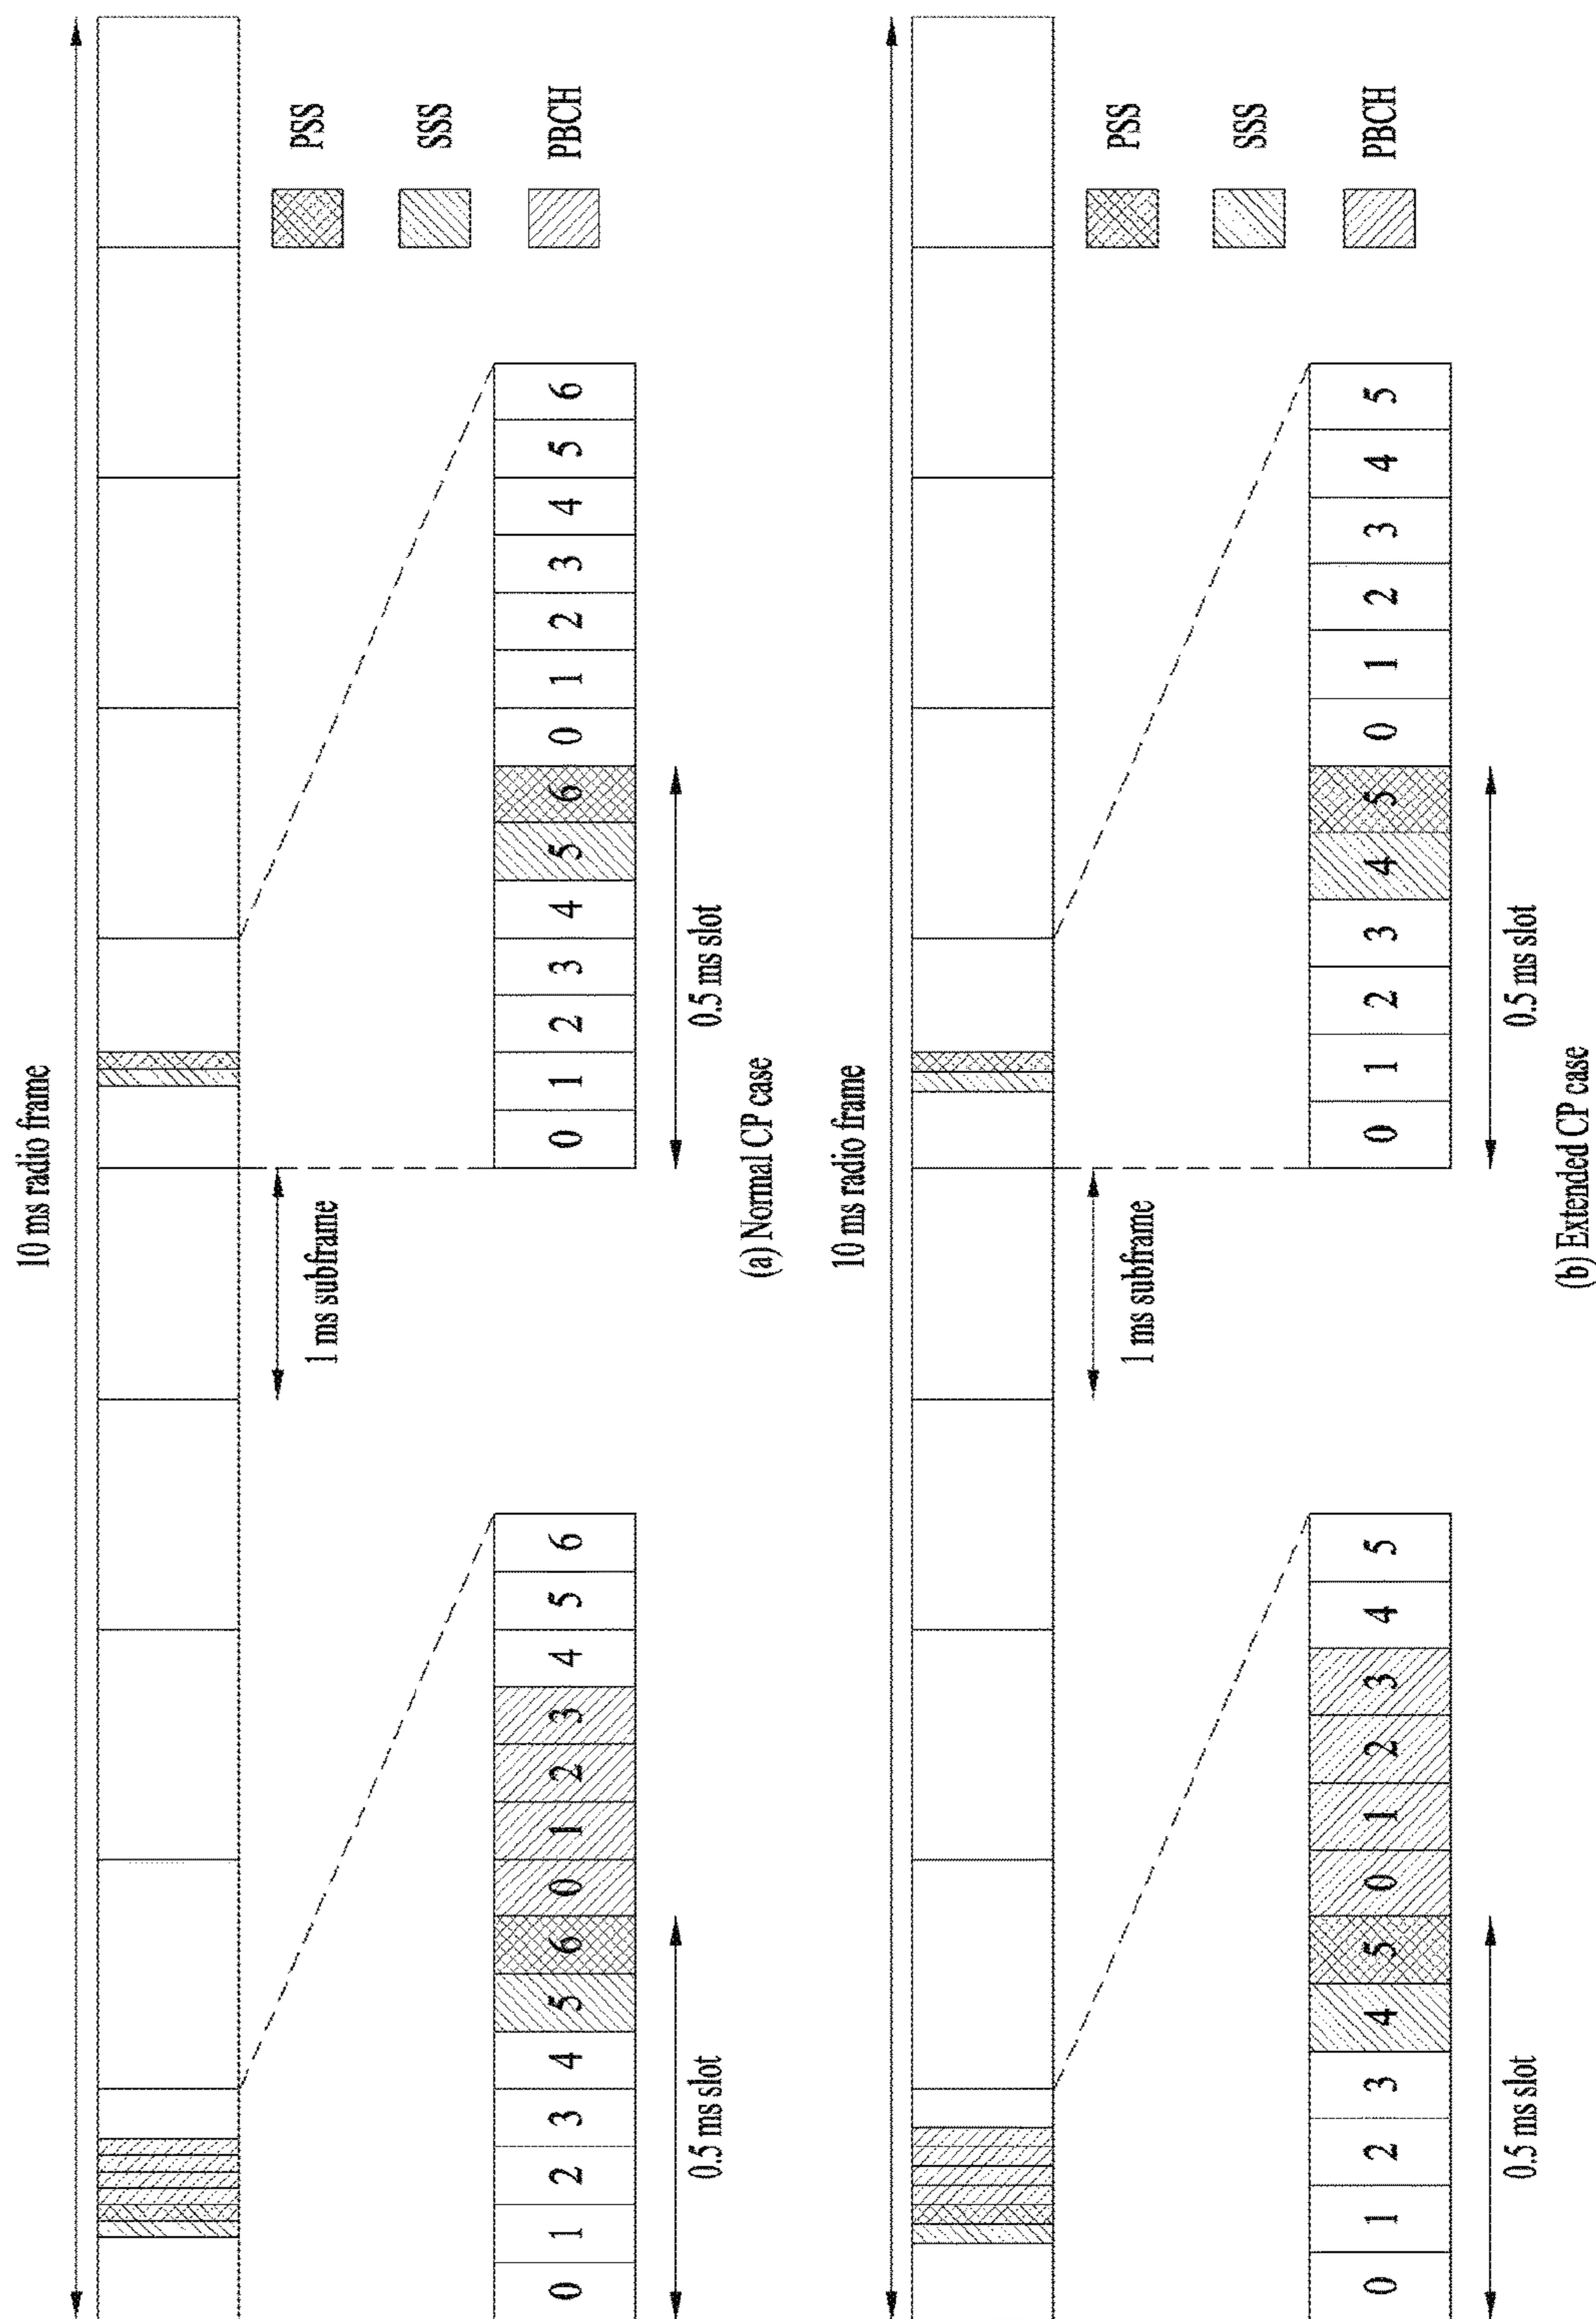 10 ms radio frame
PSS
SSS
PBCH
1 ms subframe
0 1 2 3 4 5 6 0 1 2 3 4 5 6
0 1 2 3 4 5 6 0 1 2 3 4 5 6
0.5 ms slot
0.5 ms slot
(a) Normal CP case
10 ms radio frame
PSS
SSS
PBCH
1 ms subframe
0 1 2 3 4 5 0 1 2 3 4 5
0 1 2 3 4 5 0 1 2 3 4 5
0.5 ms slot
0.5 ms slot
(b) Extended CP case